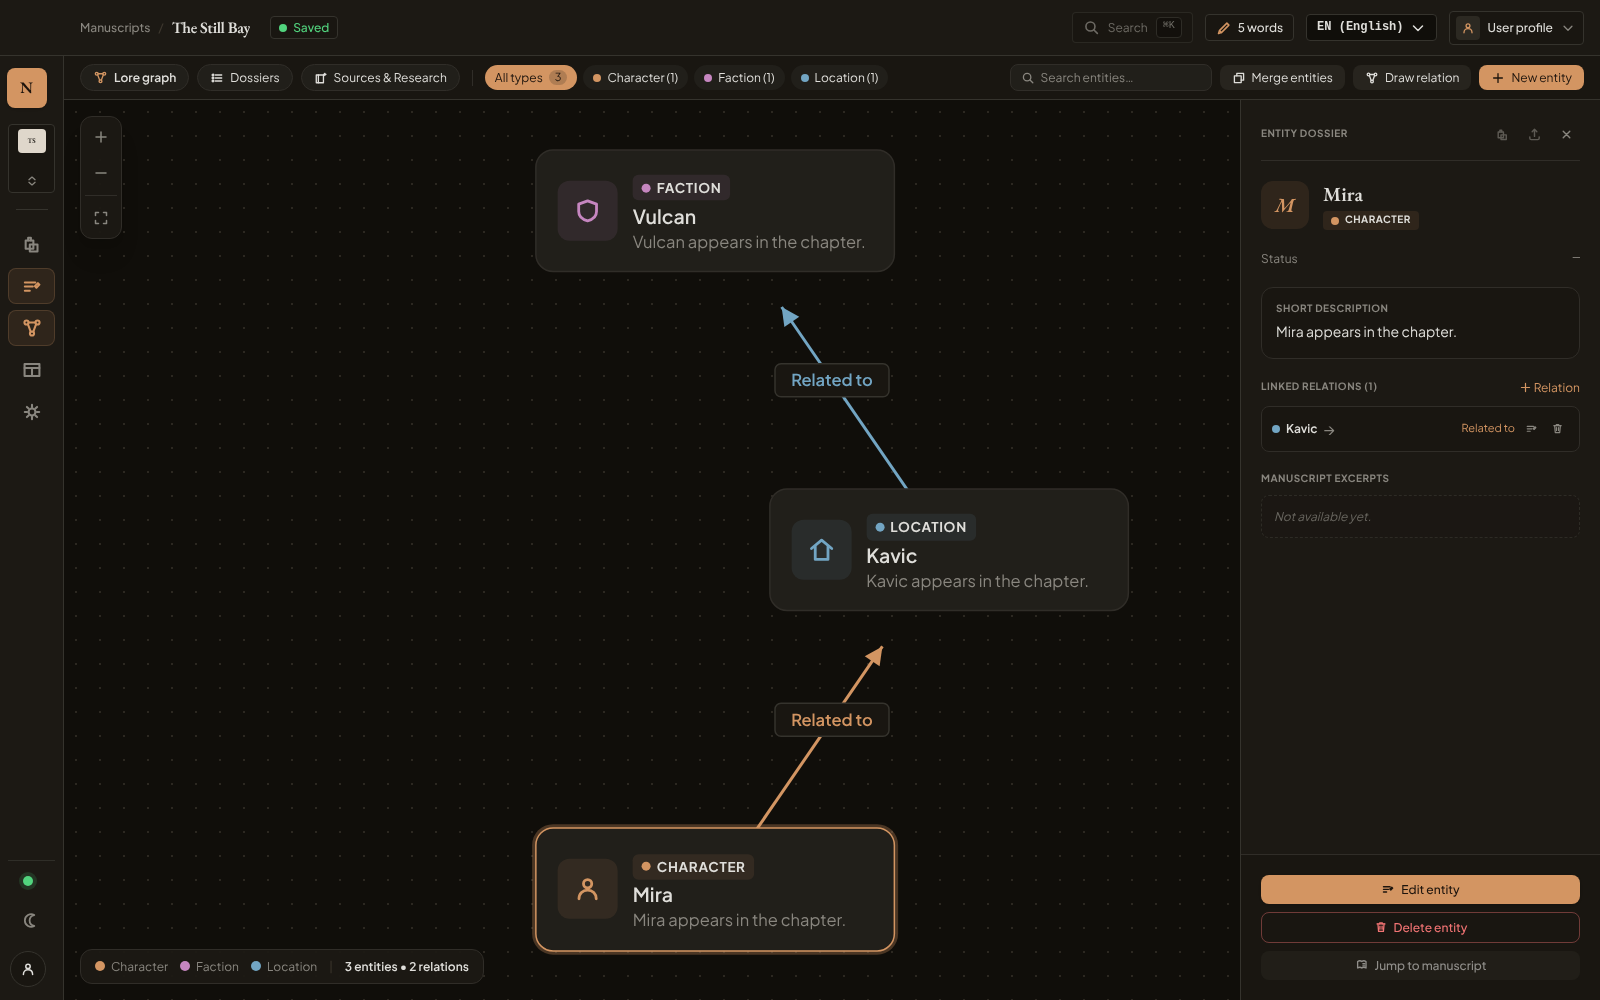 Manuscripts / The Still Bay
Saved
Search ⌘K
5 words
EN (English)
User profile
N
TS
Lore graph
Dossiers
Sources & Research
All types 3
Character (1)
Faction (1)
Location (1)
Search entities...
Merge entities
Draw relation
New entity
FACTION
Vulcan
Vulcan appears in the chapter.
Related to
LOCATION
Kavic
Kavic appears in the chapter.
Related to
CHARACTER
Mira
Mira appears in the chapter.
Character
Faction
Location
3 entities • 2 relations
ENTITY DOSSIER
M
Mira
CHARACTER
Status –
SHORT DESCRIPTION
Mira appears in the chapter.
LINKED RELATIONS (1)
+ Relation
Kavic → Related to
MANUSCRIPT EXCERPTS
Not available yet.
Edit entity
Delete entity
Jump to manuscript